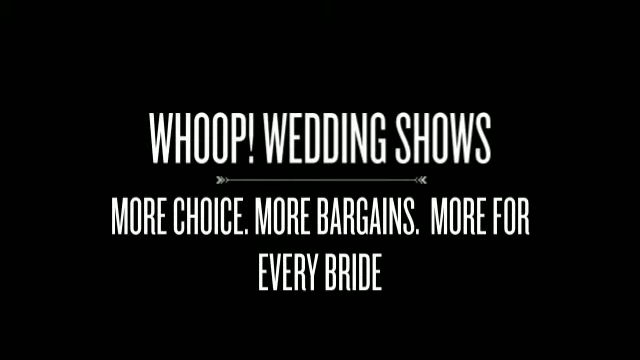 WHOOP! WEDDING SHOWS
MORE CHOICE. MORE BARGAINS.  MORE FOR
EVERY BRIDE